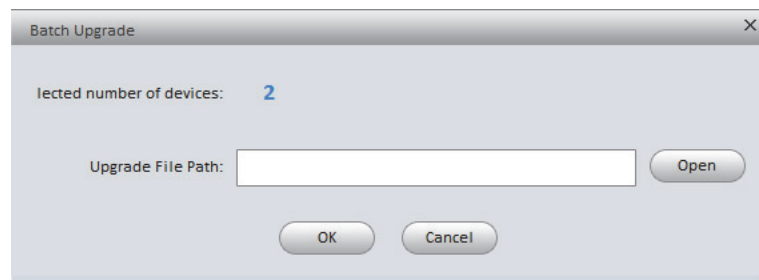 Batch Upgrade
lected number of devices: 2
Upgrade File Path: Open
OK Cancel